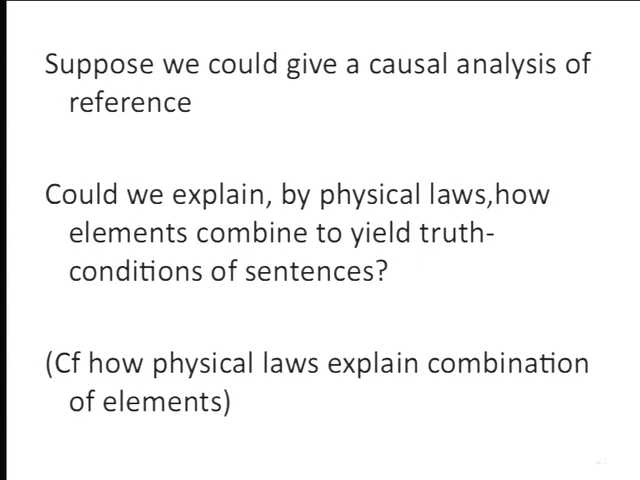 Suppose we could give a causal analysis of
reference
Could we explain, by physical laws,how
elements combine to yield truth-
conditions of sentences?
(Cf how physical laws explain combination
of elements)